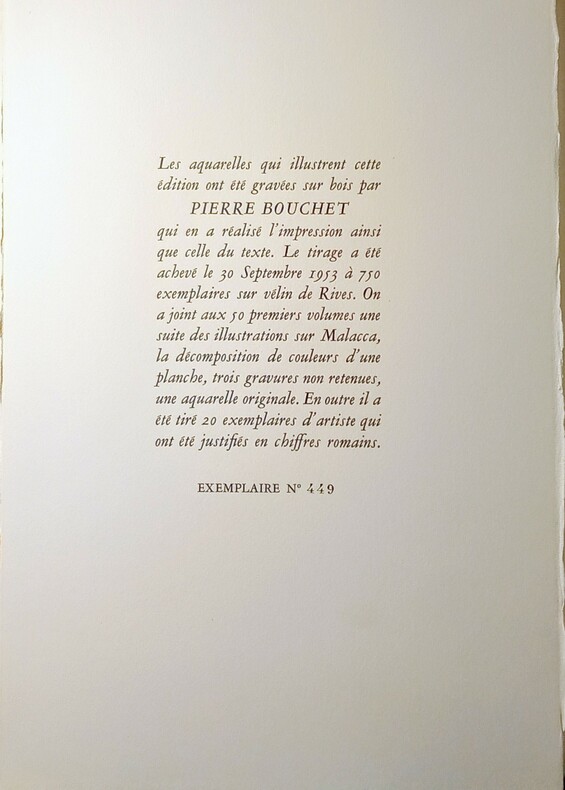 Les aquarelles qui illustrent cette
édition ont été gravées sur bois par
PIERRE BOUCHET
qui en a réalisé l'impression ainsi
que celle du texte. Le tirage a été
achevé le 30 Septembre 1953 à 750
exemplaires sur vélin de Rives. On
a joint aux 50 premiers volumes une
suite des illustrations sur Malacca,
la décomposition de couleurs d'une
planche, trois gravures non retenues,
une aquarelle originale. En outre il a
été tiré 20 exemplaires d'artiste qui
ont été justifiés en chiffres romains.
EXEMPLAIRE N° 449